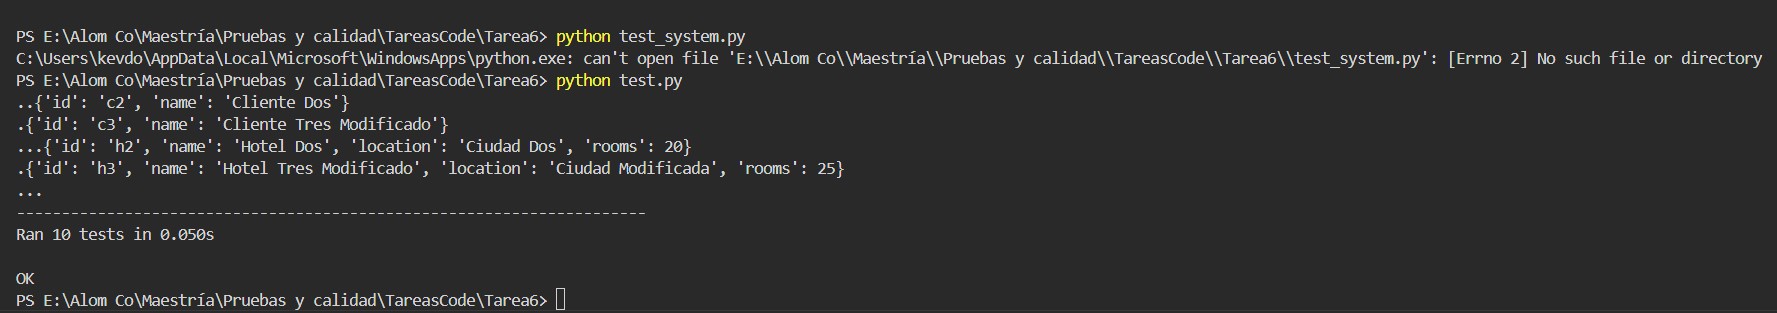 PS E:\Alom Co\Maestría\Pruebas y calidad\TareasCode\Tarea6> python test_system.py
C:\Users\kevdo\AppData\Local\Microsoft\WindowsApps\python.exe: can't open file 'E:\\Alom Co\\Maestría\\Pruebas y calidad\\TareasCode\\Tarea6\\test_system.py': [Errno 2] No such file or directory
PS E:\Alom Co\Maestría\Pruebas y calidad\TareasCode\Tarea6> python test.py
..{'id': 'c2', 'name': 'Cliente Dos'}
.{'id': 'c3', 'name': 'Cliente Tres Modificado'}
...{'id': 'h2', 'name': 'Hotel Dos', 'location': 'Ciudad Dos', 'rooms': 20}
.{'id': 'h3', 'name': 'Hotel Tres Modificado', 'location': 'Ciudad Modificada', 'rooms': 25}
...
----------------------------------------------------------------------
Ran 10 tests in 0.050s
OK
PS E:\Alom Co\Maestría\Pruebas y calidad\TareasCode\Tarea6>